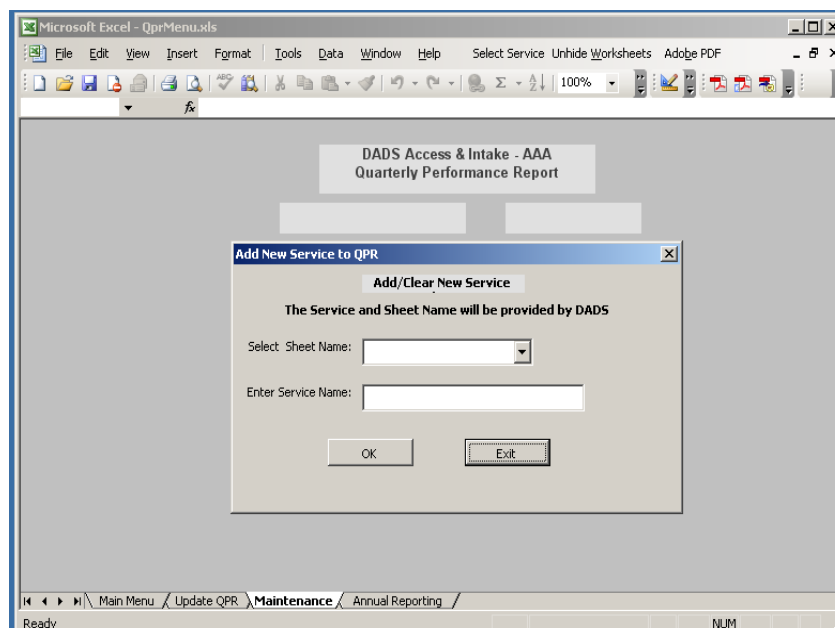 Microsoft Excel - QprMenu.xls
File Edit View Insert Format Tools Data Window Help Select Service Unhide Worksheets Adobe PDF
100%
fx
DADS Access & Intake - AAA
Quarterly Performance Report
Add New Service to QPR
Add/Clear New Service
The Service and Sheet Name will be provided by DADS
Select Sheet Name:
Enter Service Name:
OK Exit
Main Menu Update QPR Maintenance Annual Reporting
Ready NUM